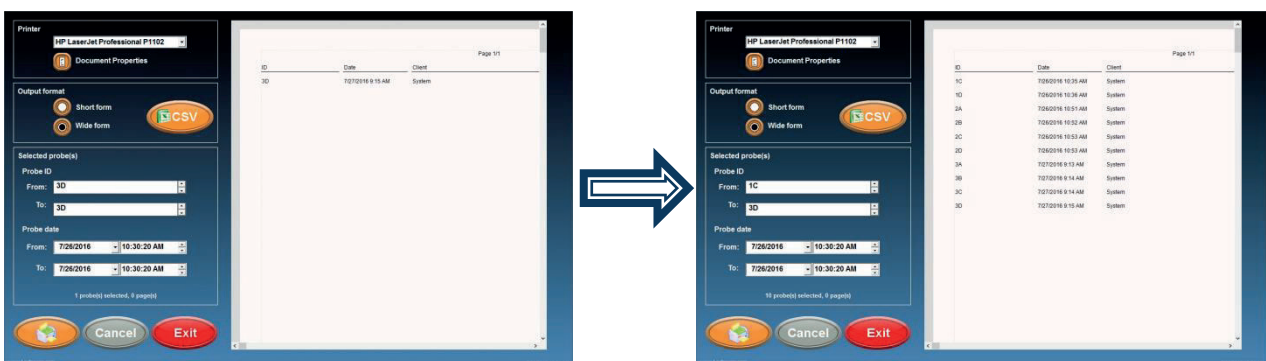 Printer
HP LaserJet Professional P1102
Document Properties
Output format
Short form
Wide form
CSV
Selected probe(s)
Probe ID
From: 3D
To: 3D
Probe date
From: 7/26/2016 10:30:20 AM
To: 7/26/2016 10:30:20 AM
1 probe(s) selected, 0 page(s)
Cancel Exit
Page 1/1
ID Date Client
3D 7/27/2016 9:15 AM System
Printer
HP LaserJet Professional P1102
Document Properties
Output format
Short form
Wide form
CSV
Selected probe(s)
Probe ID
From: 1C
To: 3D
Probe date
From: 7/26/2016 10:30:20 AM
To: 7/26/2016 10:30:20 AM
10 probe(s) selected, 0 page(s)
Cancel Exit
Page 1/1
ID Date Client
1C 7/26/2016 10:35 AM System
1D 7/26/2016 10:36 AM System
2A 7/26/2016 10:51 AM System
2B 7/26/2016 10:52 AM System
2C 7/26/2016 10:53 AM System
2D 7/26/2016 10:53 AM System
3A 7/27/2016 9:13 AM System
3B 7/27/2016 9:14 AM System
3C 7/27/2016 9:14 AM System
3D 7/27/2016 9:15 AM System